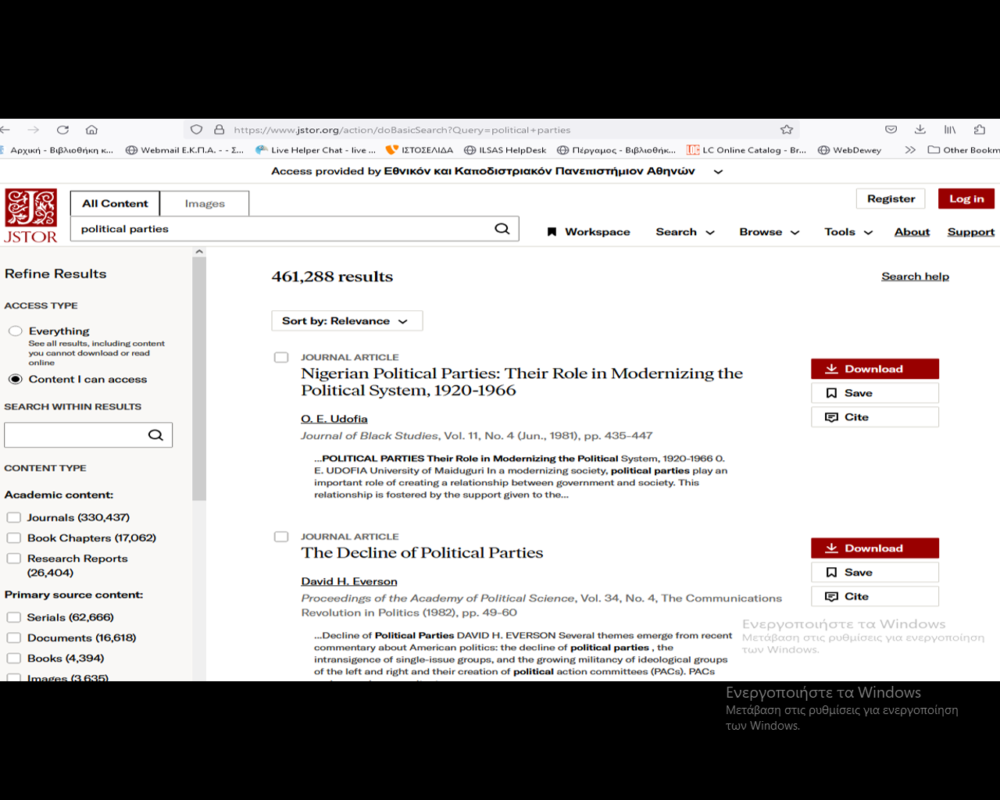 https://www.jstor.org/action/doBasicSearch?Query=political+parties
Αρχική - Βιβλιοθήκη κ... Webmail Ε.Κ.Π.Α. - - Σ... Live Helper Chat - live ... ΙΣΤΟΣΕΛΙΔΑ ILSAS HelpDesk Πέργαμος - Βιβλιοθήκ... LC Online Catalog - Br... WebDewey Other Bookm
Access provided by Εθνικόν και Καποδιστριακόν Πανεπιστήμιον Αθηνών
All Content Images
Register Log in
JSTOR
political parties
Workspace Search Browse Tools About Support
Refine Results
ACCESS TYPE
Everything
See all results, including content
you cannot download or read
online
Content I can access
SEARCH WITHIN RESULTS
CONTENT TYPE
Academic content:
Journals (330,437)
Book Chapters (17,062)
Research Reports
(26,404)
Primary source content:
Serials (62,666)
Documents (16,618)
Books (4,394)
Images (3,635)
461,288 results
Search help
Sort by: Relevance
JOURNAL ARTICLE
Nigerian Political Parties: Their Role in Modernizing the
Political System, 1920-1966
O. E. Udofia
Journal of Black Studies, Vol. 11, No. 4 (Jun., 1981), pp. 435-447
...POLITICAL PARTIES Their Role in Modernizing the Political System, 1920-1966 0.
E. UDOFIA University of Maiduguri In a modernizing society, political parties play an
important role of creating a relationship between government and society. This
relationship is fostered by the support given to the...
Download
Save
Cite
JOURNAL ARTICLE
The Decline of Political Parties
David H. Everson
Proceedings of the Academy of Political Science, Vol. 34, No. 4, The Communications
Revolution in Politics (1982), pp. 49-60
...Decline of Political Parties DAVID H. EVERSON Several themes emerge from recent
commentary about American politics: the decline of political parties , the
intransigence of single-issue groups, and the growing militancy of ideological groups
of the left and right and their creation of political action committees (PACs). PACs
Download
Save
Cite
Ενεργοποιήστε τα Windows
Μετάβαση στις ρυθμίσεις για ενεργοποίηση
των Windows.
Ενεργοποιήστε τα Windows
Μετάβαση στις ρυθμίσεις για ενεργοποίηση
των Windows.